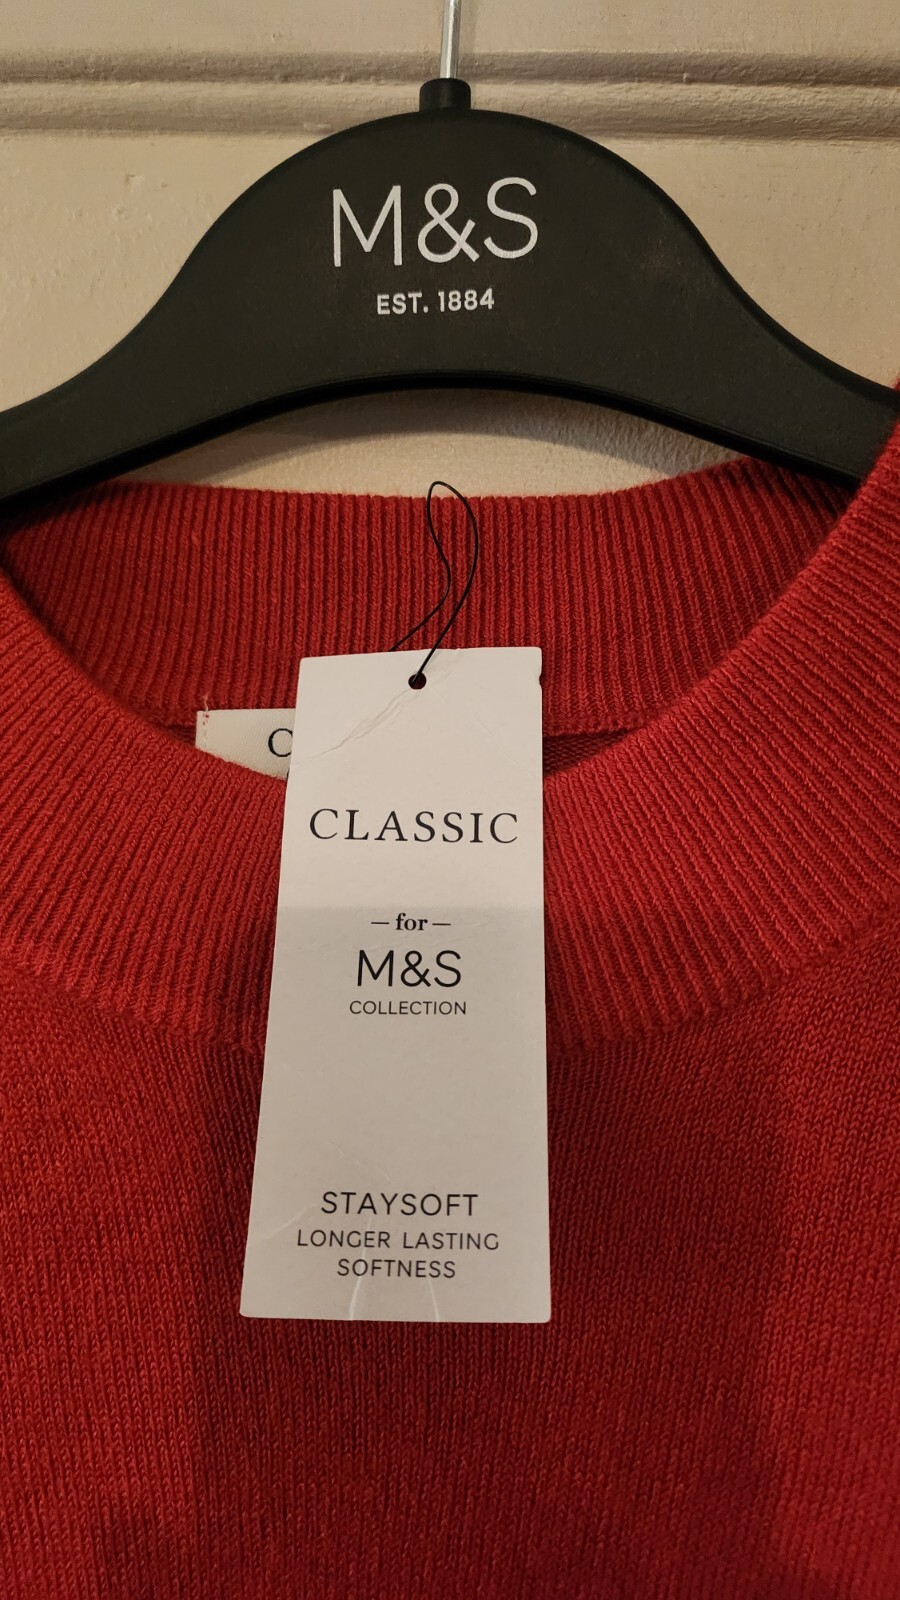 M&S
EST. 1884
C
CLASSIC
— for —
M&S
COLLECTION
STAYSOFT
LONGER LASTING
SOFTNESS